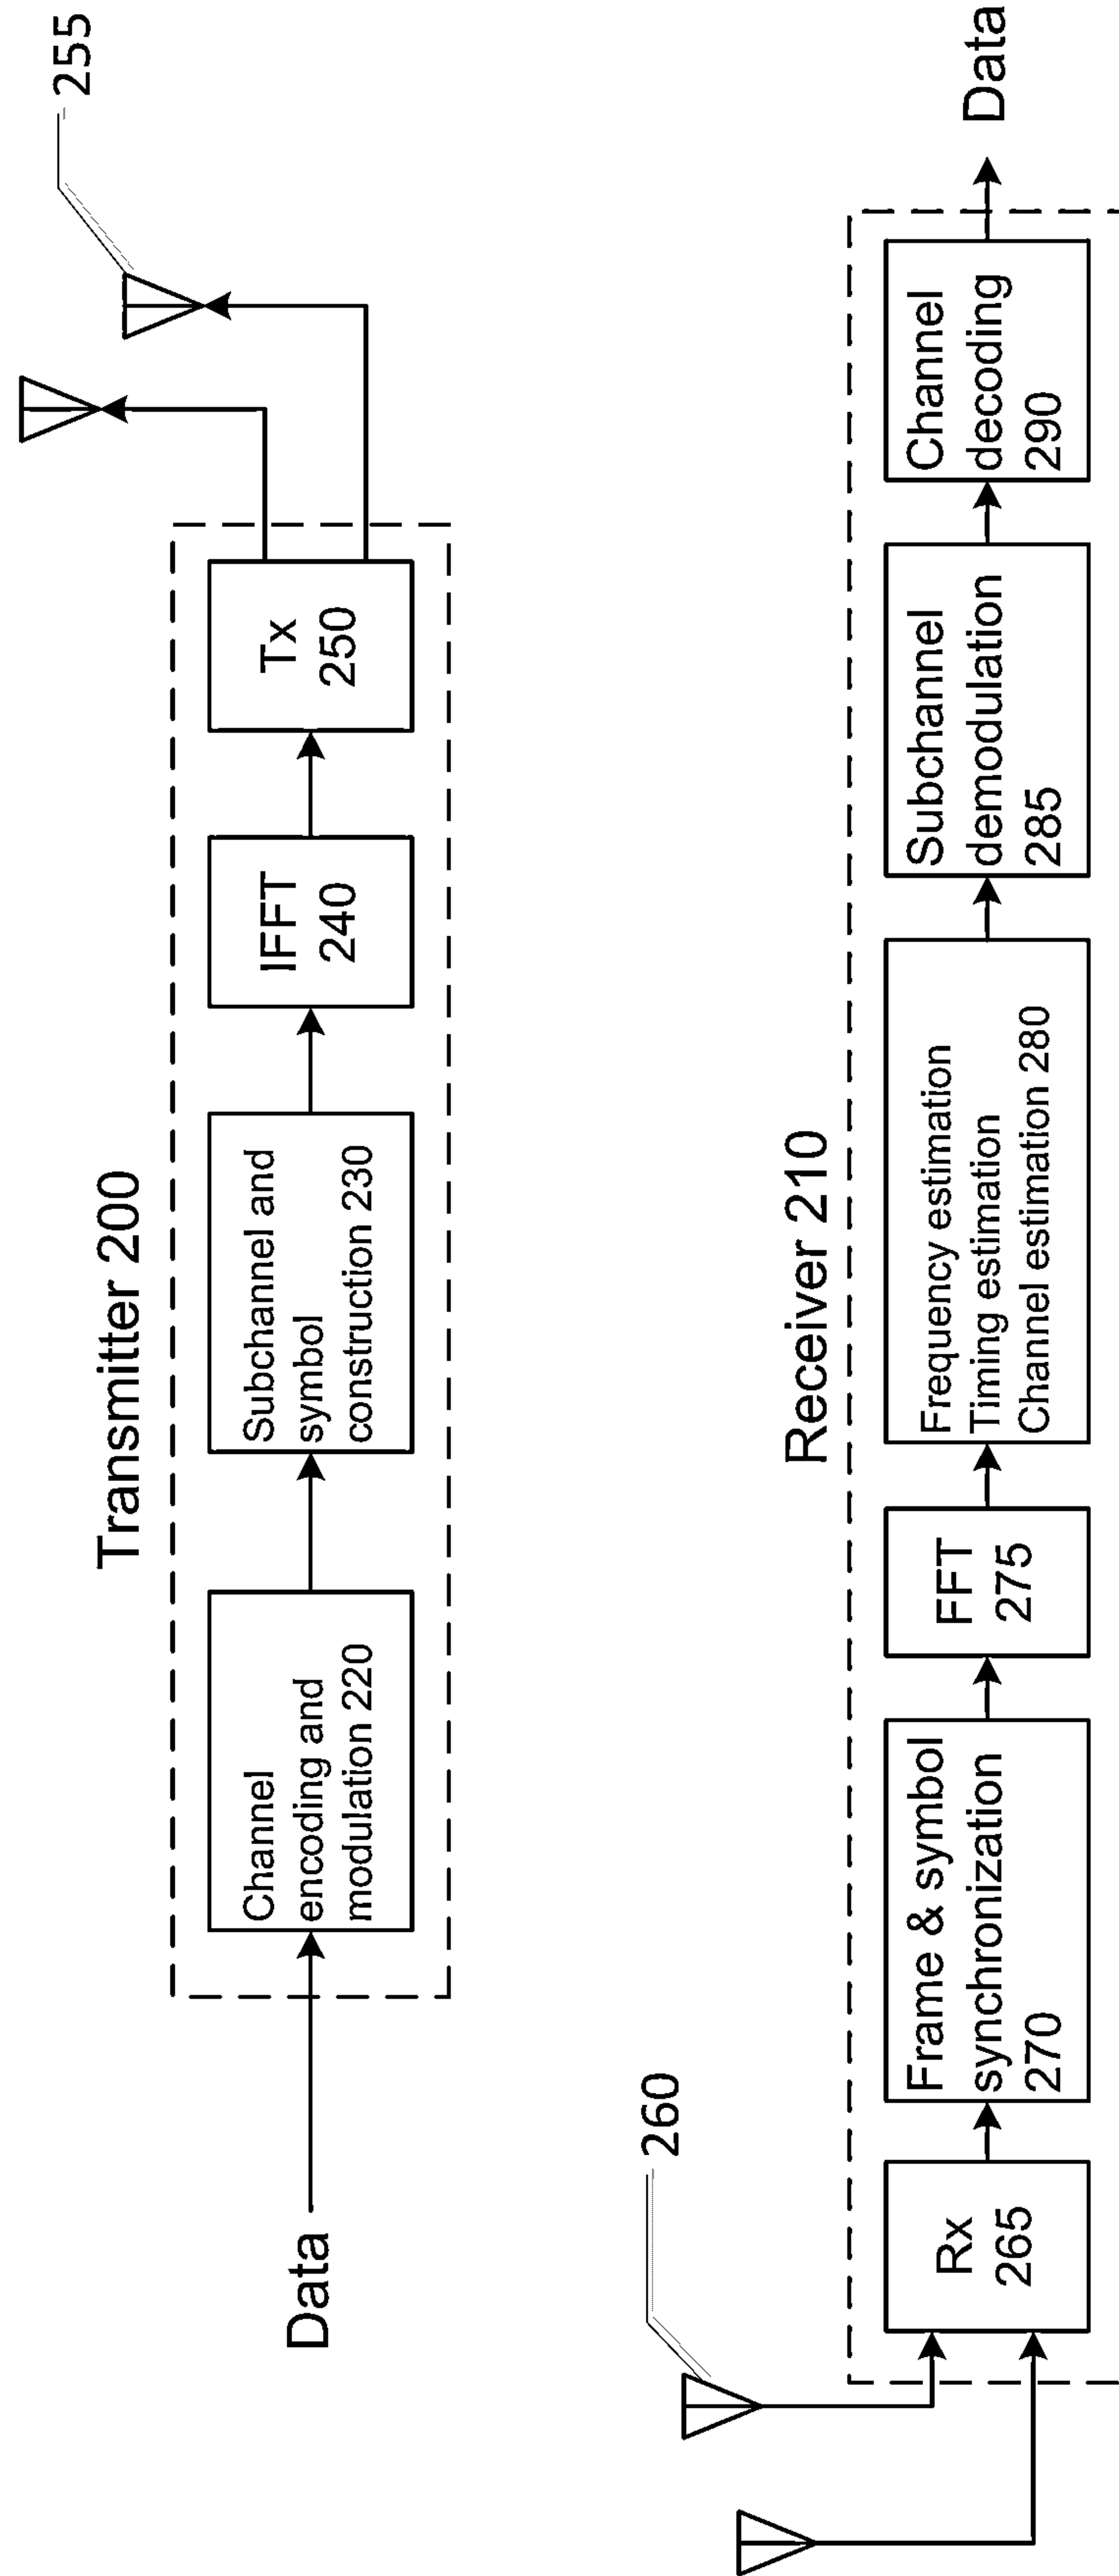 Transmitter 200
255
Data
Channel
encoding and
modulation 220
Subchannel and
symbol
construction 230
IFFT
240
Tx
250
Receiver 210
260
Rx
265
Frame & symbol
synchronization
270
FFT
275
Frequency estimation
Timing estimation
Channel estimation 280
Subchannel
demodulation
285
Channel
decoding
290
Data